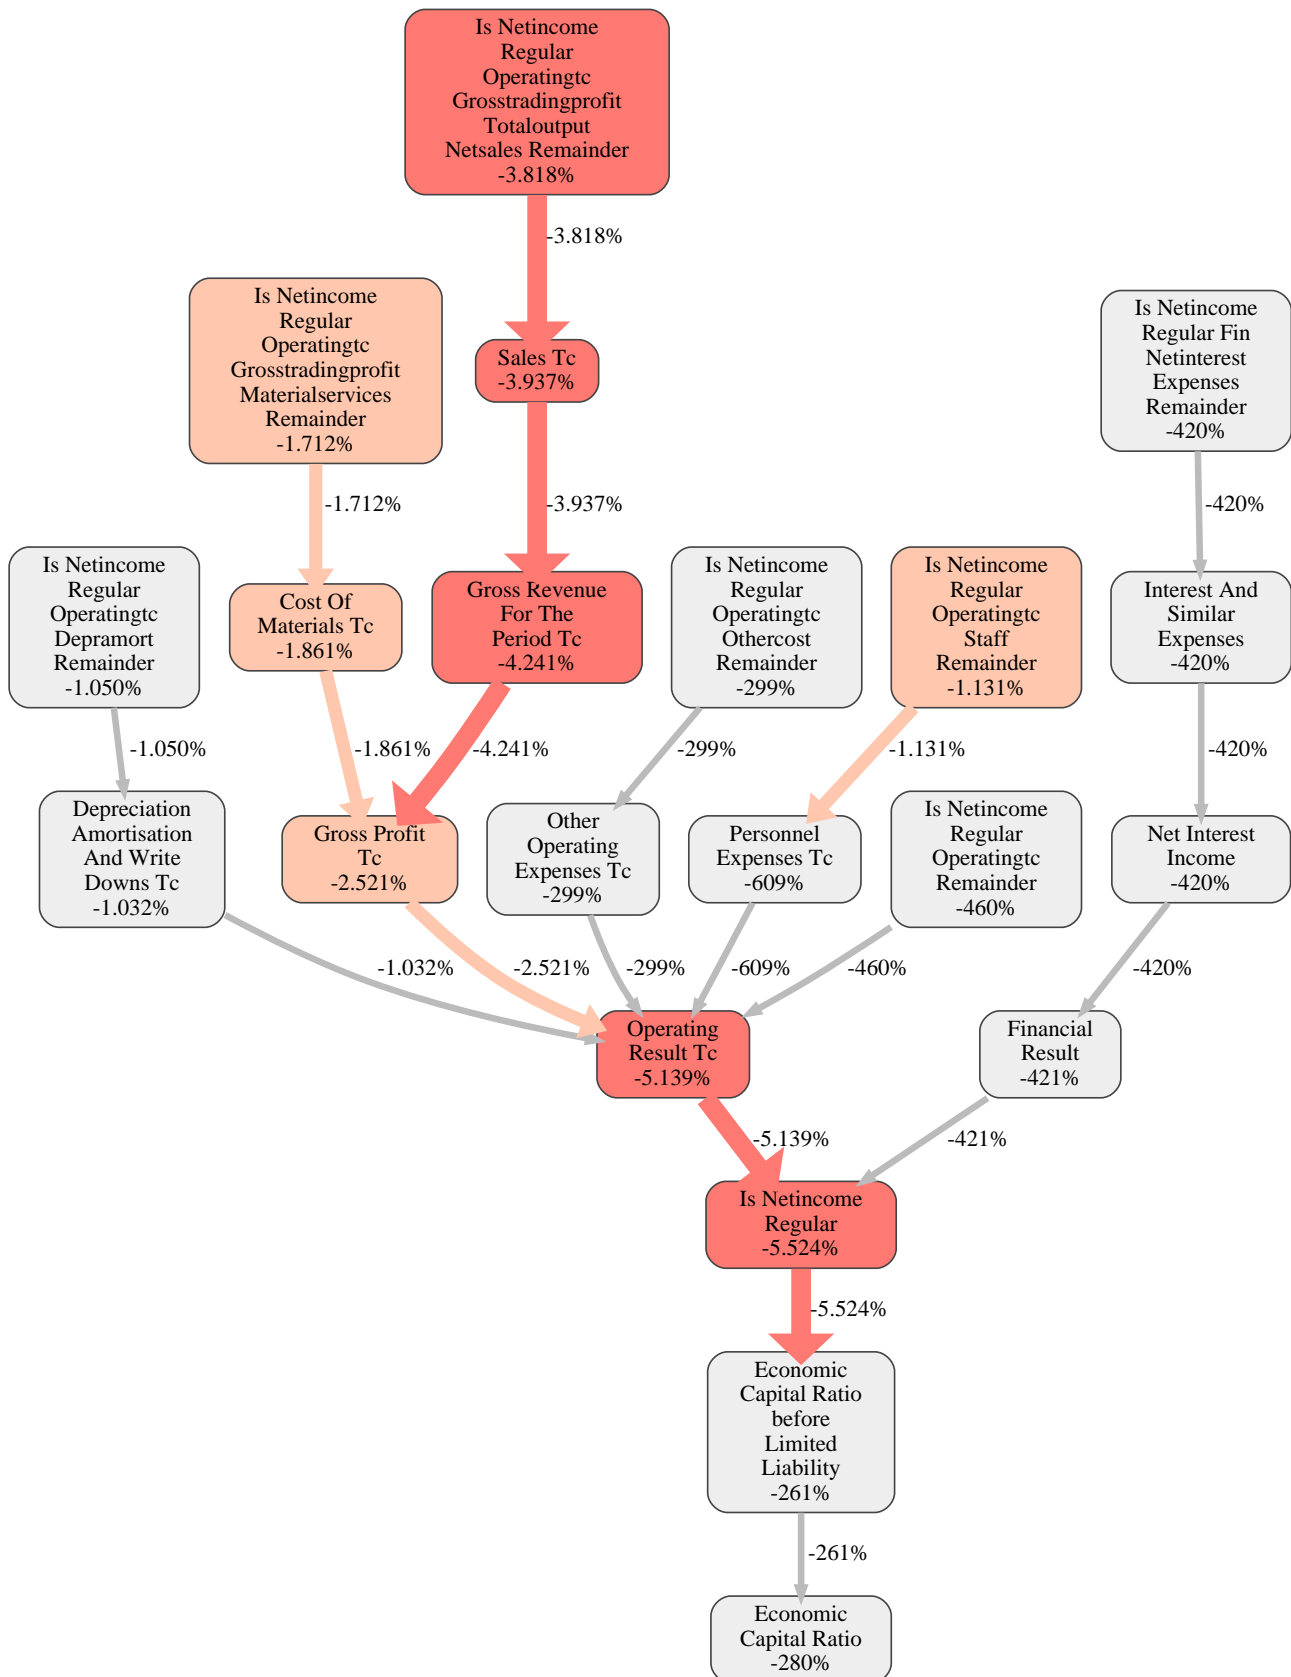 Is Netincome
Regular
Operatingtc
Grosstradingprofit
Totaloutput
Netsales Remainder
-3.818%
-3.818%
Is Netincome
Regular
Operatingtc
Grosstradingprofit
Materialservices
Remainder
-1.712%
Sales Tc
-3.937%
Is Netincome
Regular Fin
Netinterest
Expenses
Remainder
-420%
-1.712%
-3.937%
-420%
Is Netincome
Regular
Operatingtc
Depramort
Remainder
-1.050%
Cost Of
Materials Tc
-1.861%
Gross Revenue
For The
Period Tc
-4.241%
Is Netincome
Regular
Operatingtc
Othercost
Remainder
-299%
Is Netincome
Regular
Operatingtc
Staff
Remainder
-1.131%
Interest And
Similar
Expenses
-420%
-1.050%
-1.861%
-4.241%
-299%
-1.131%
-420%
Depreciation
Amortisation
And Write
Downs Tc
-1.032%
Gross Profit
Tc
-2.521%
Other
Operating
Expenses Tc
-299%
Personnel
Expenses Tc
-609%
Is Netincome
Regular
Operatingtc
Remainder
-460%
Net Interest
Income
-420%
-1.032%
-2.521%
-299%
-609%
-460%
-420%
Operating
Result Tc
-5.139%
Financial
Result
-421%
-5.139%
-421%
Is Netincome
Regular
-5.524%
-5.524%
Economic
Capital Ratio
before
Limited
Liability
-261%
-261%
Economic
Capital Ratio
-280%